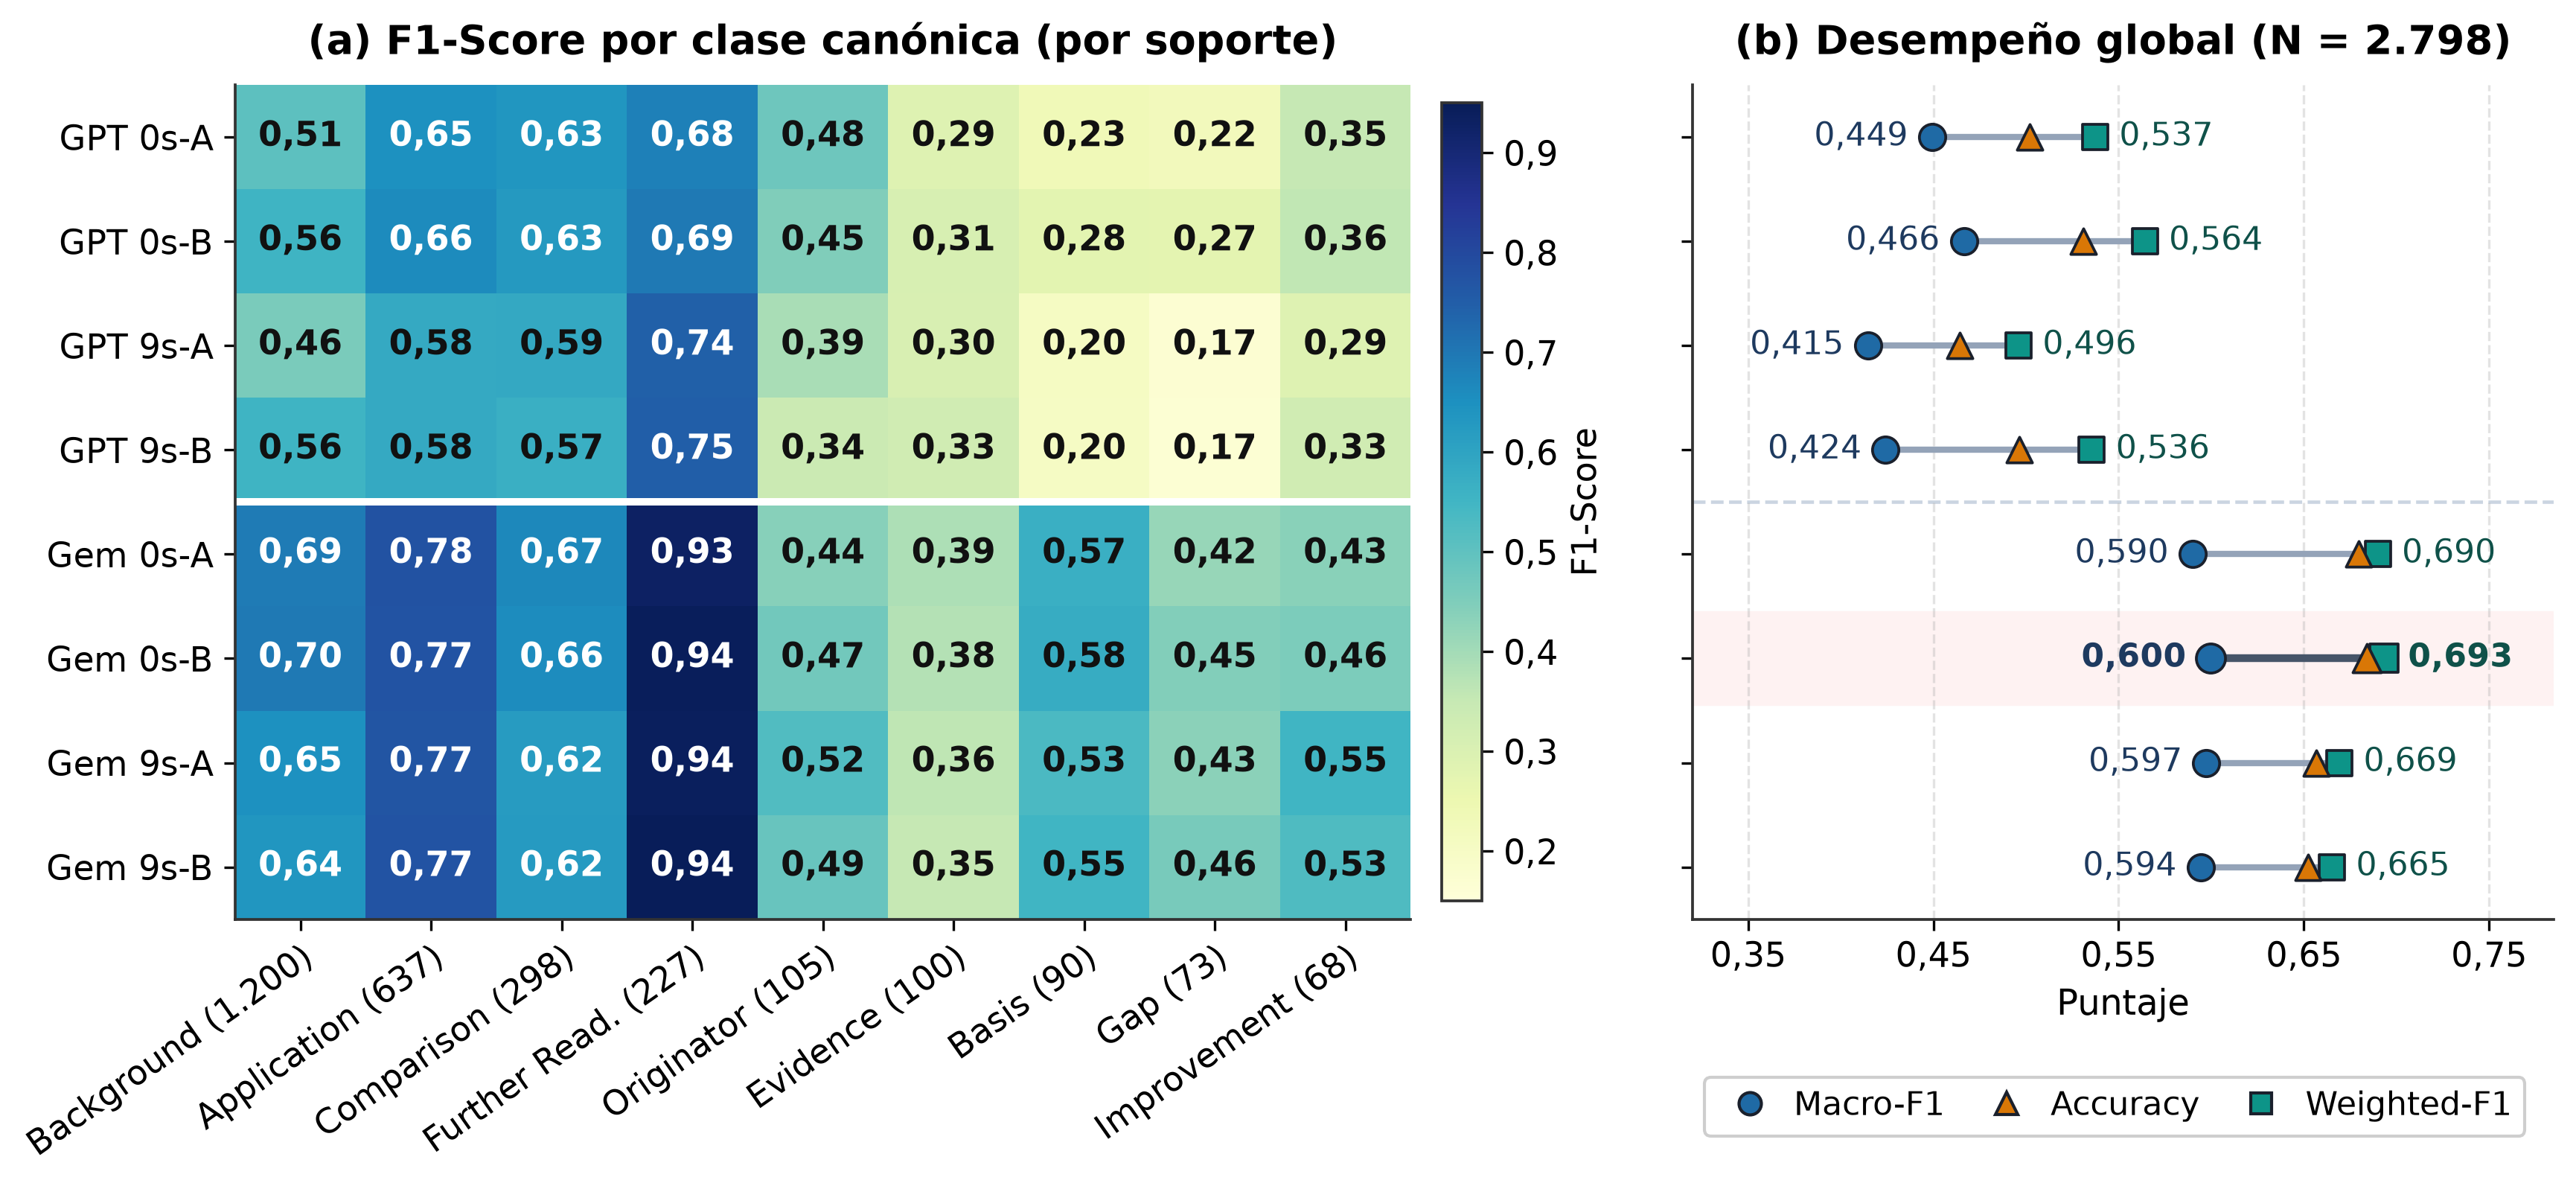 (a) F1-Score por clase canónica (por soporte)
GPT 0s-A 0,51 0,65 0,63 0,68 0,48 0,29 0,23 0,22 0,35
GPT 0s-B 0,56 0,66 0,63 0,69 0,45 0,31 0,28 0,27 0,36
GPT 9s-A 0,46 0,58 0,59 0,74 0,39 0,30 0,20 0,17 0,29
GPT 9s-B 0,56 0,58 0,57 0,75 0,34 0,33 0,20 0,17 0,33
Gem 0s-A 0,69 0,78 0,67 0,93 0,44 0,39 0,57 0,42 0,43
Gem 0s-B 0,70 0,77 0,66 0,94 0,47 0,38 0,58 0,45 0,46
Gem 9s-A 0,65 0,77 0,62 0,94 0,52 0,36 0,53 0,43 0,55
Gem 9s-B 0,64 0,77 0,62 0,94 0,49 0,35 0,55 0,46 0,53
Background (1.200)
Application (637)
Comparison (298)
Further Read. (227)
Originator (105)
Evidence (100)
Basis (90)
Gap (73)
Improvement (68)
0,9
0,8
0,7
0,6
0,5
0,4
0,3
0,2
F1-Score
(b) Desempeño global (N = 2.798)
0,449 0,537
0,466 0,564
0,415 0,496
0,424 0,536
0,590 0,690
0,600 0,693
0,597 0,669
0,594 0,665
0,35 0,45 0,55 0,65 0,75
Puntaje
Macro-F1 Accuracy Weighted-F1